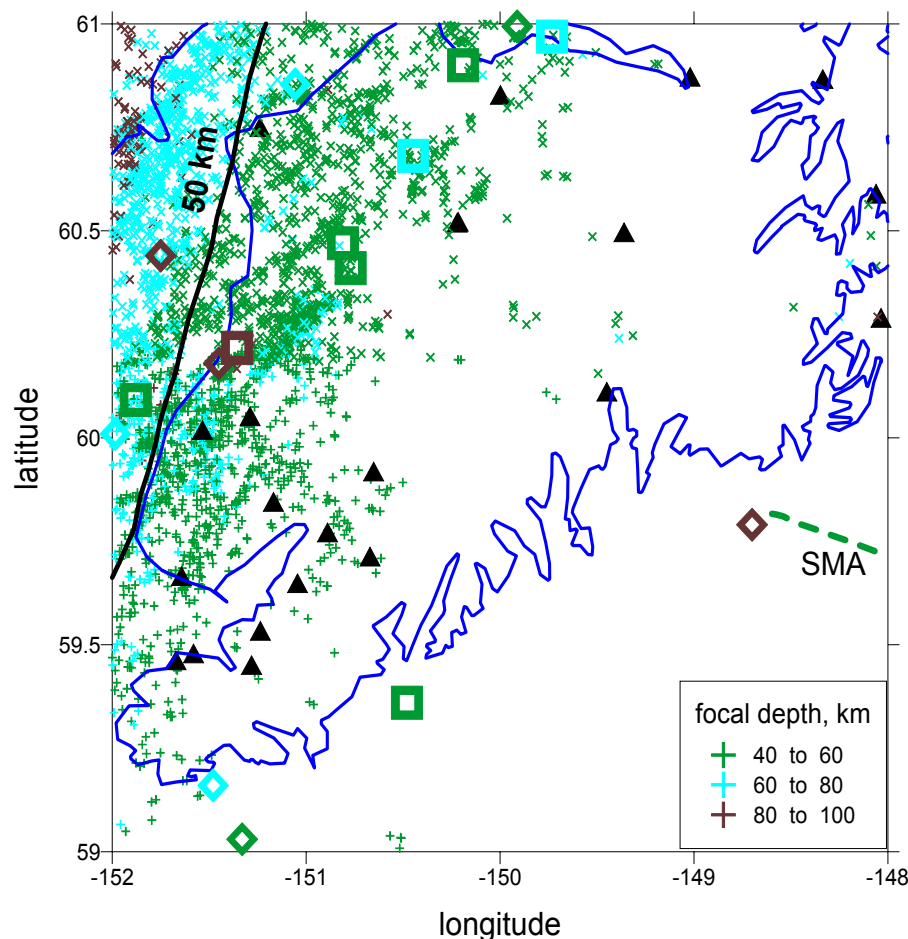 61
60.5
60
59.5
59
latitude
50 km
SMA
focal depth, km
40 to 60
60 to 80
80 to 100
-152
-151
-150
-149
-148
longitude